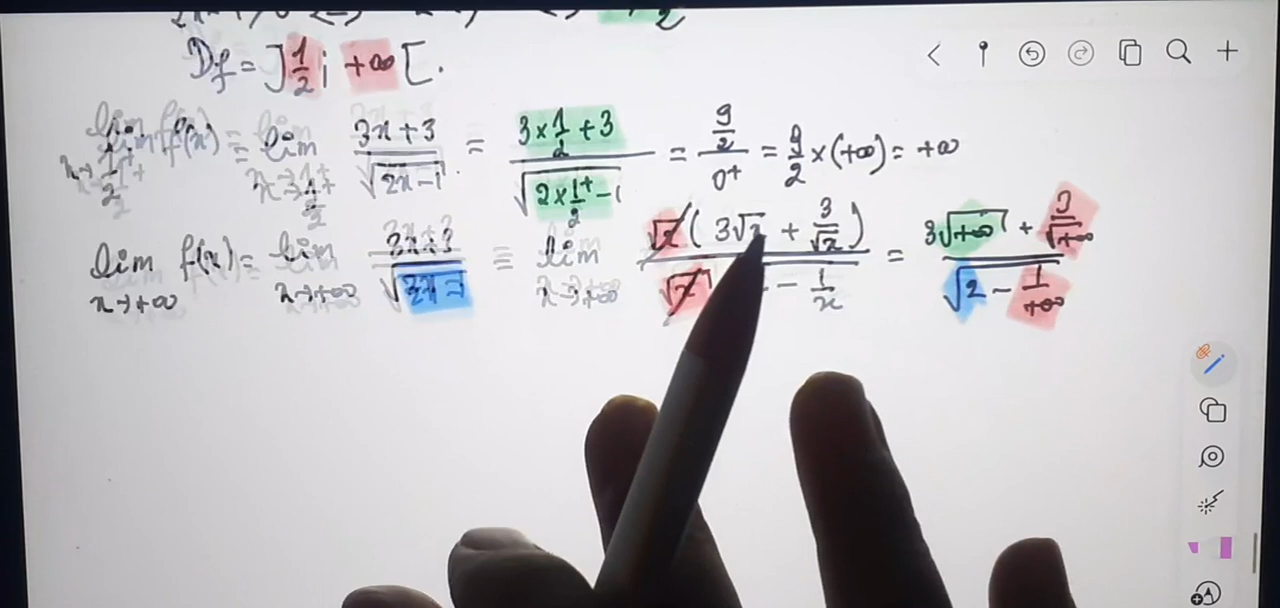 Df = ]1/2 ; +∞ [.
lim x→1/2⁺ f(x) = lim x→1/2⁺ (3x+3)/√(2x-1) = (3×1/2+3)/√(2×1/2⁺-1) = (9/2)/0⁺ = 9/2 × (+∞) = +∞
lim x→+∞ f(x) = lim x→+∞ (3x+3)/√(2x-1) = lim x→+∞ √x(3√x + 3/√x)/√x - 1/x = (3√+∞ + 3/√+∞)/√2 - 1/+∞